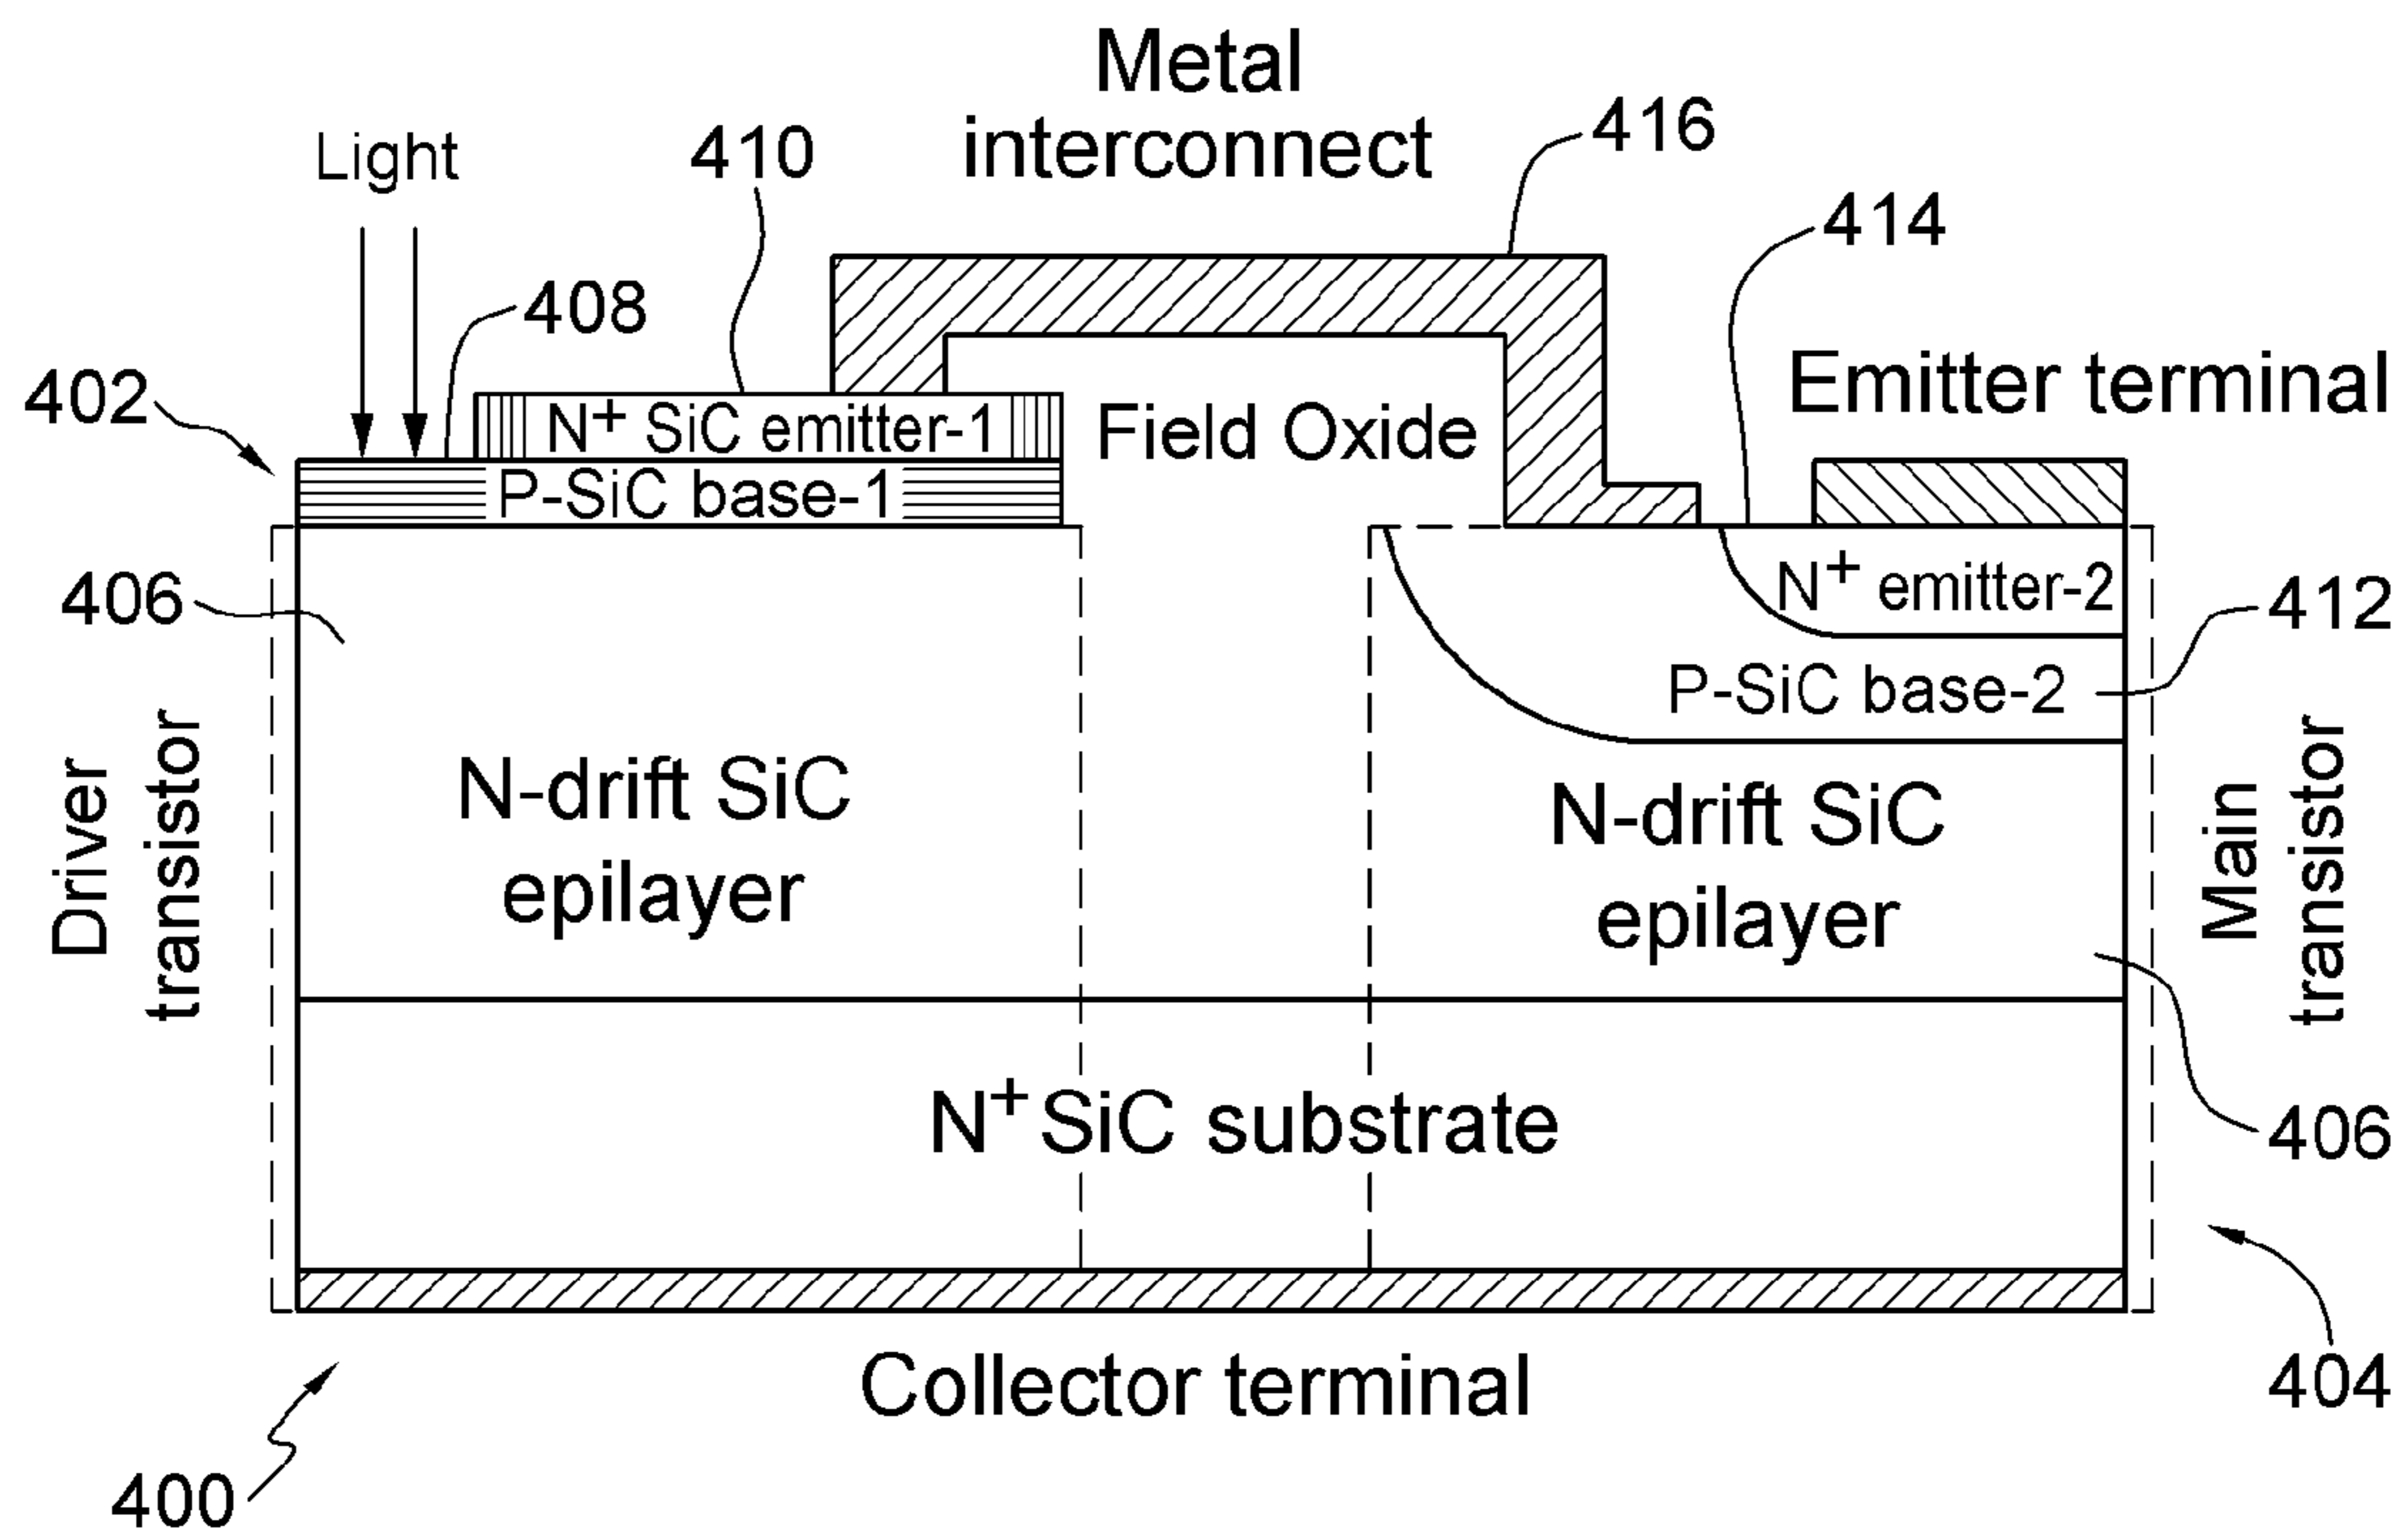 Metal
interconnect
416
Light
410
414
408
402
Emitter terminal
N+ SiC emitter-1
Field Oxide
P-SiC base-1
406
N+ emitter-2
412
P-SiC base-2
Driver
transistor
N-drift SiC
epilayer
N-drift SiC
epilayer
Main
transistor
N+ SiC substrate
406
Collector terminal
404
400